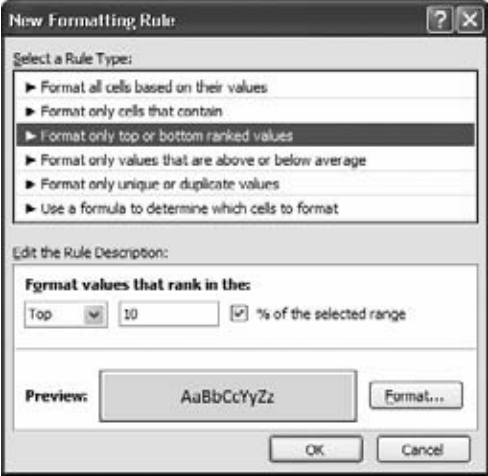 New Formatting Rule
Select a Rule Type:
► Format all cells based on their values
► Format only cells that contain
► Format only top or bottom ranked values
► Format only values that are above or below average
► Format only unique or duplicate values
► Use a formula to determine which cells to format
Edit the Rule Description:
Format values that rank in the:
Top 10 % of the selected range
Preview: AaBbCcYyZz Format...
OK Cancel